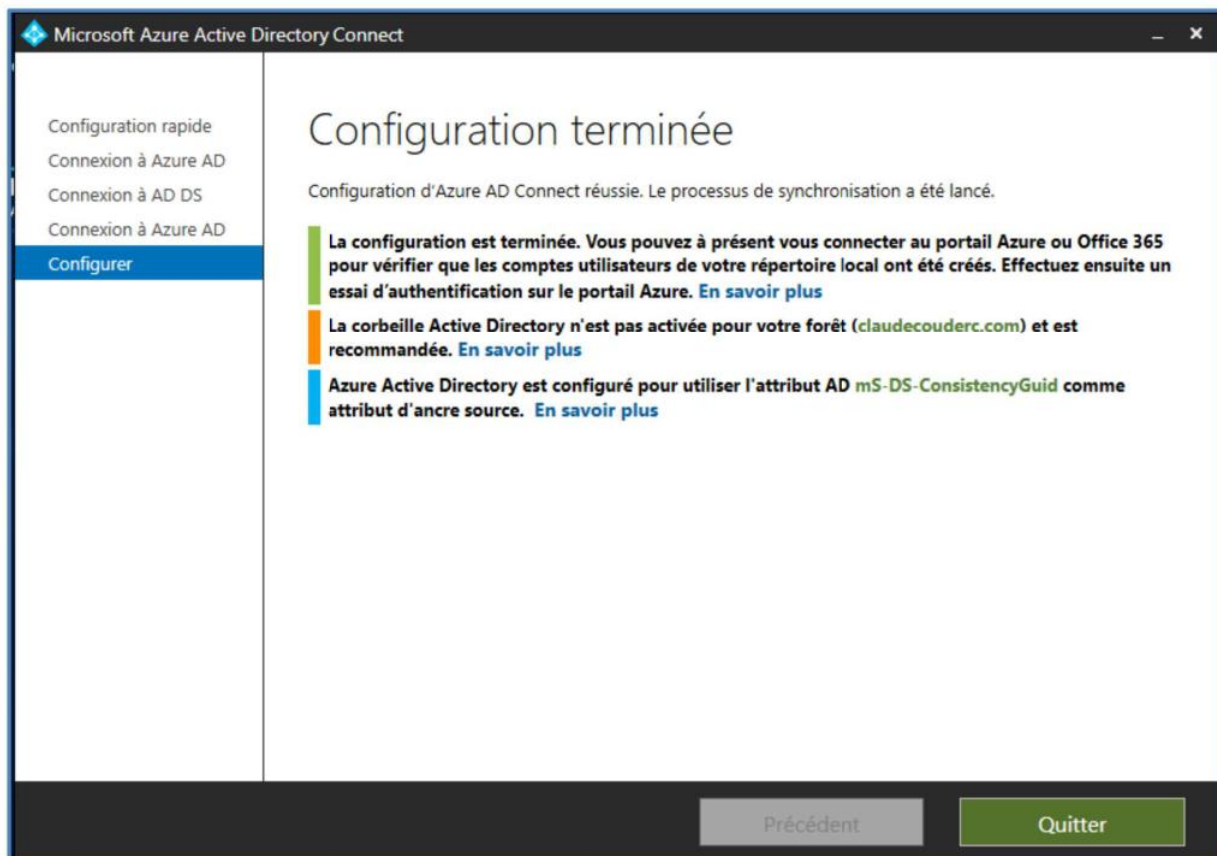 Microsoft Azure Active Directory Connect
Configuration rapide
Connexion à Azure AD
Connexion à AD DS
Connexion à Azure AD
Configurer
Configuration terminée
Configuration d'Azure AD Connect réussie. Le processus de synchronisation a été lancé.
La configuration est terminée. Vous pouvez à présent vous connecter au portail Azure ou Office 365
pour vérifier que les comptes utilisateurs de votre répertoire local ont été créés. Effectuez ensuite un
essai d'authentification sur le portail Azure. En savoir plus
La corbeille Active Directory n'est pas activée pour votre forêt (claudecouderc.com) et est
recommandée. En savoir plus
Azure Active Directory est configuré pour utiliser l'attribut AD mS-DS-ConsistencyGuid comme
attribut d'ancre source. En savoir plus
Précédent
Quitter